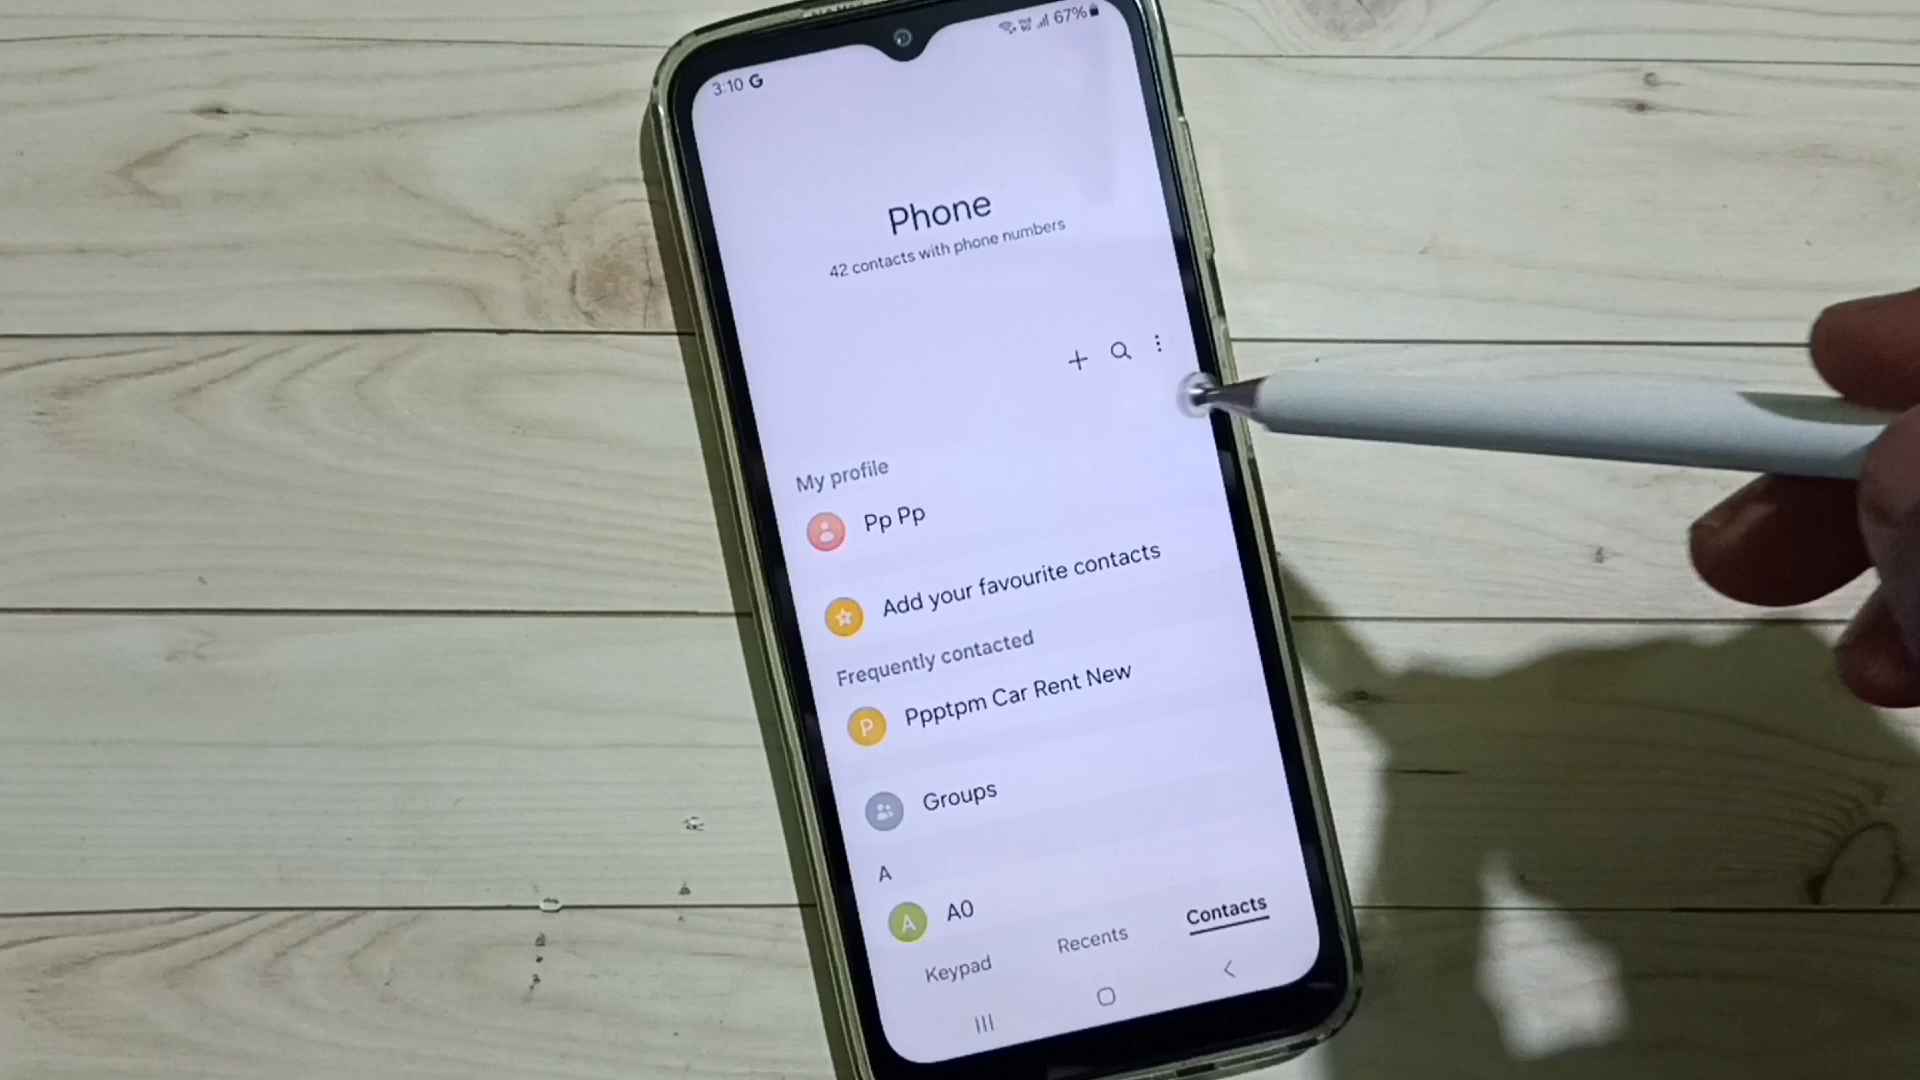 3:10 G
67%
Phone
42 contacts with phone numbers
My profile
Pp Pp
Add your favourite contacts
Frequently contacted
P Ppptpm Car Rent New
Groups
A
A A0
Keypad Recents Contacts